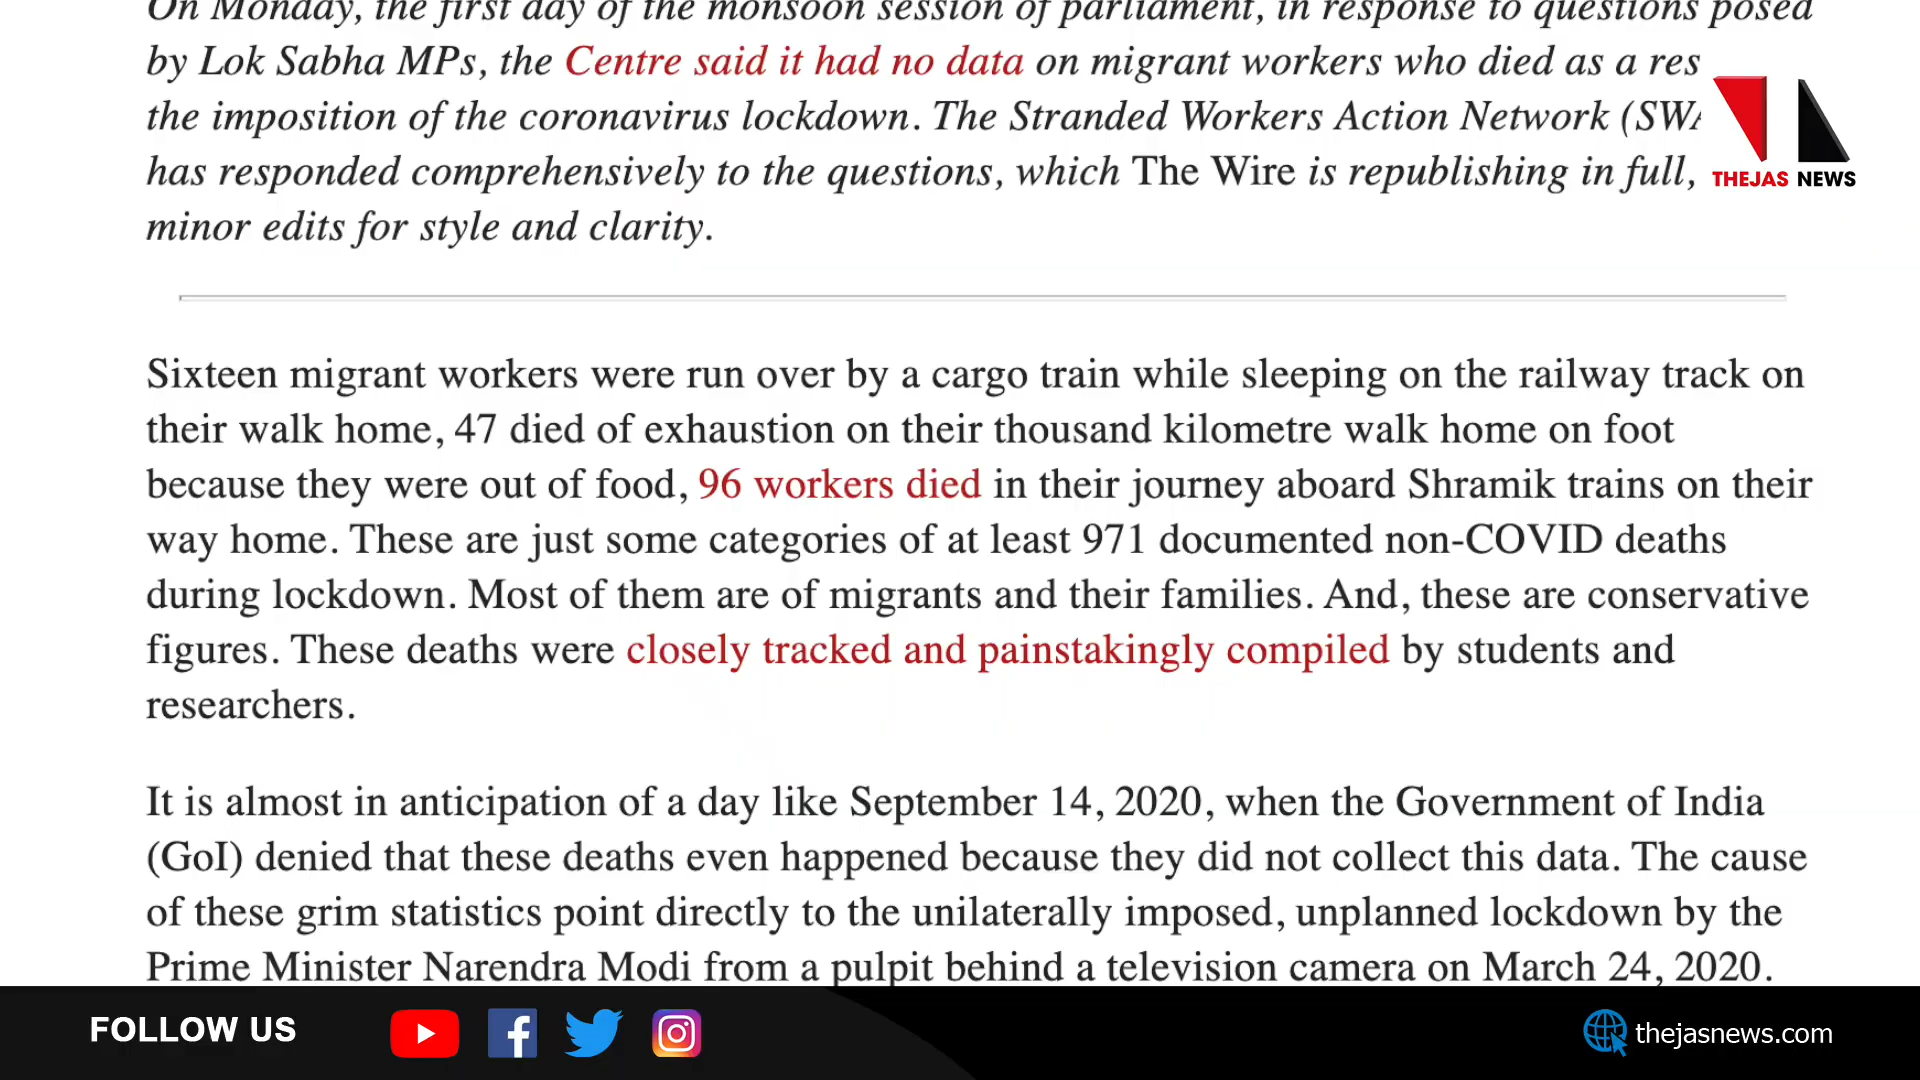 On Monday, the first day of the monsoon session of parliament, in response to questions posed
by Lok Sabha MPs, the Centre said it had no data on migrant workers who died as a res
the imposition of the coronavirus lockdown. The Stranded Workers Action Network (SWA
has responded comprehensively to the questions, which The Wire is republishing in full,
minor edits for style and clarity.
THEJAS NEWS
Sixteen migrant workers were run over by a cargo train while sleeping on the railway track on
their walk home, 47 died of exhaustion on their thousand kilometre walk home on foot
because they were out of food, 96 workers died in their journey aboard Shramik trains on their
way home. These are just some categories of at least 971 documented non-COVID deaths
during lockdown. Most of them are of migrants and their families. And, these are conservative
figures. These deaths were closely tracked and painstakingly compiled by students and
researchers.
It is almost in anticipation of a day like September 14, 2020, when the Government of India
(GoI) denied that these deaths even happened because they did not collect this data. The cause
of these grim statistics point directly to the unilaterally imposed, unplanned lockdown by the
Prime Minister Narendra Modi from a pulpit behind a television camera on March 24, 2020.
FOLLOW US
thejasnews.com